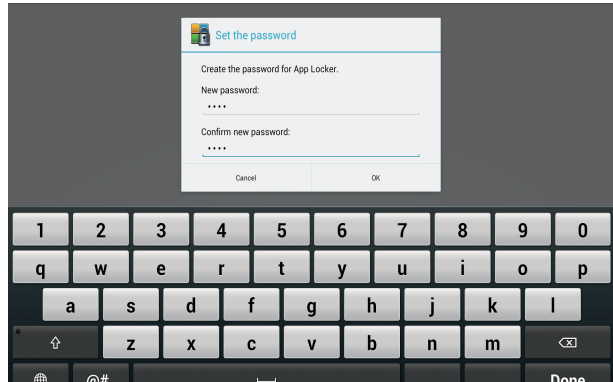 Set the password
Create the password for App Locker.
New password:
••••
Confirm new password:
••••
Cancel OK
1 2 3 4 5 6 7 8 9 0
q w e r t y u i o p
a s d f g h j k l
z x c v b n m
@# Done